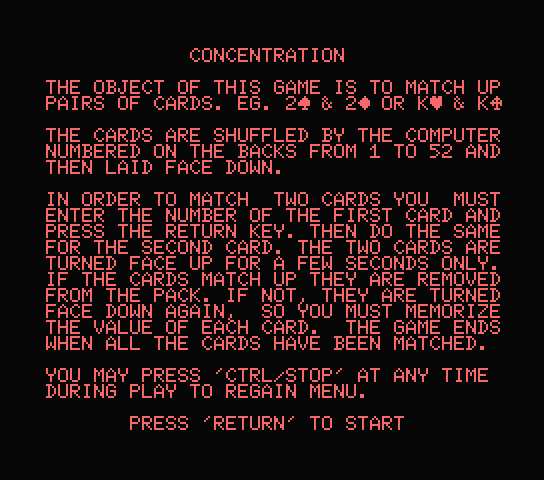 CONCENTRATION
THE OBJECT OF THIS GAME IS TO MATCH UP
PAIRS OF CARDS. EG. 2♠ & 2♦ OR K♥ & K♣
THE CARDS ARE SHUFFLED BY THE COMPUTER
NUMBERED ON THE BACKS FROM 1 TO 52 AND
THEN LAID FACE DOWN.
IN ORDER TO MATCH  TWO CARDS YOU  MUST
ENTER THE NUMBER OF THE FIRST CARD AND
PRESS THE RETURN KEY. THEN DO THE SAME
FOR THE SECOND CARD. THE TWO CARDS ARE
TURNED FACE UP FOR A FEW SECONDS ONLY.
IF THE CARDS MATCH UP THEY ARE REMOVED
FROM THE PACK. IF NOT, THEY ARE TURNED
FACE DOWN AGAIN,  SO YOU MUST MEMORIZE
THE VALUE OF EACH CARD.  THE GAME ENDS
WHEN ALL THE CARDS HAVE BEEN MATCHED.
YOU MAY PRESS 'CTRL/STOP' AT ANY TIME
DURING PLAY TO REGAIN MENU.
PRESS 'RETURN' TO START